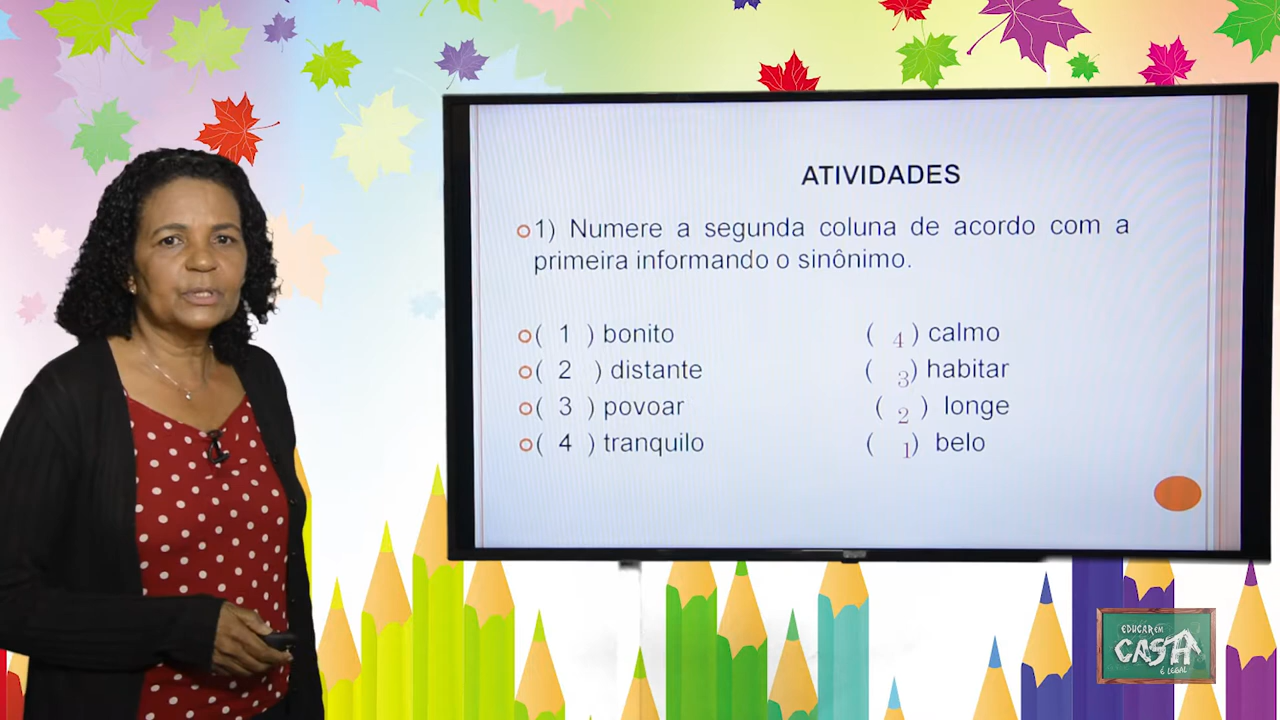 ATIVIDADES
1) Numere a segunda coluna de acordo com a
primeira informando o sinônimo.
( 1 ) bonito ( 4 ) calmo
( 2 ) distante ( 3 ) habitar
( 3 ) povoar ( 2 ) longe
( 4 ) tranquilo ( 1 ) belo
EDUCAR EM
CASA
É LEGAL